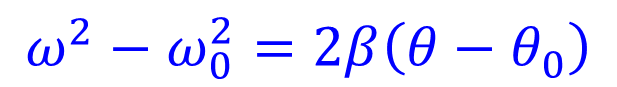 ω² − ω₀² = 2β(θ − θ₀)